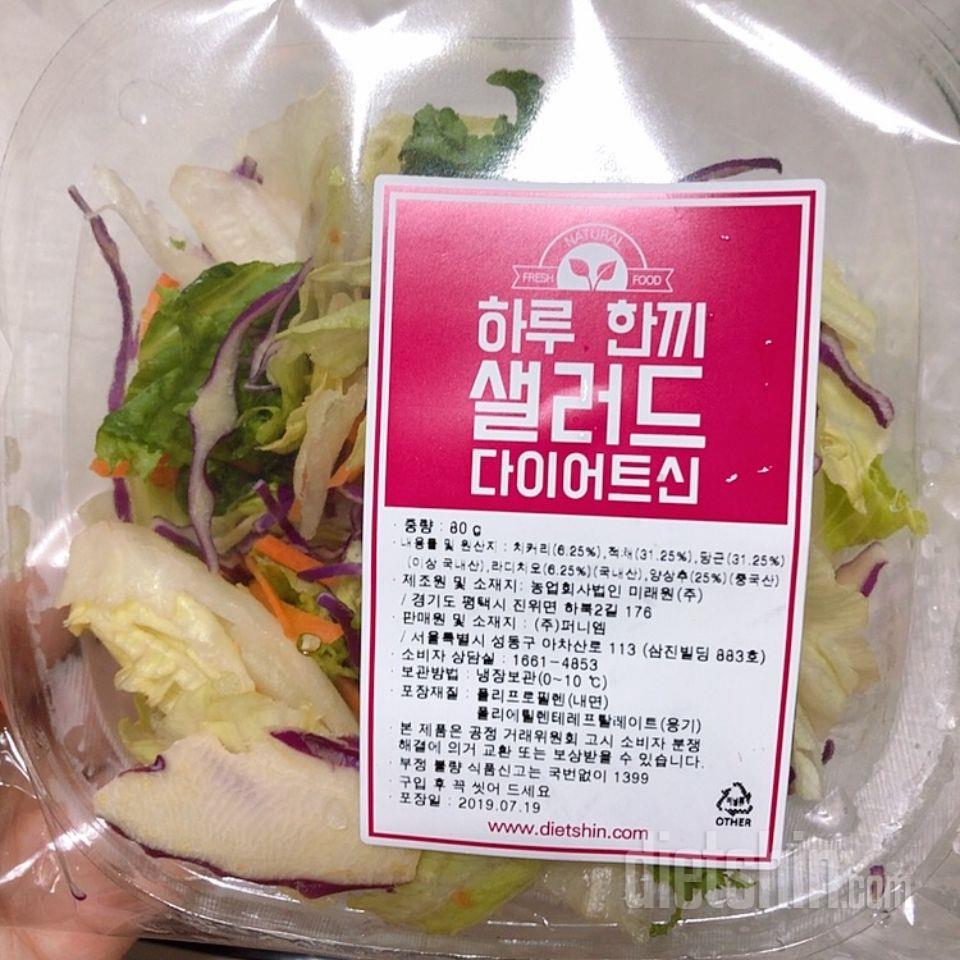 NATURAL
FRESH FOOD
하루 한끼
샐러드
다이어트신
· 중량 : 80 g
· 내용물 및 원산지 : 치커리(6.25%),적채(31.25%),당근(31.25%)
(이상 국내산),라디치오(6.25%)(국내산),양상추(25%)(중국산)
· 제조원 및 소재지: 농업회사법인 미래원(주)
/ 경기도 평택시 진위면 하북2길 176
· 판매원 및 소재지 : (주)퍼니엠
/ 서울특별시 성동구 아차산로 113 (삼진빌딩 883호)
· 소비자 상담실 : 1661-4853
· 보관방법 : 냉장보관(0~10 ℃)
· 포장재질 : 폴리프로필렌(내면)
폴리에틸렌테레프탈레이트(용기)
· 본 제품은 공정 거래위원회 고시 소비자 분쟁
해결에 의거 교환 또는 보상받을 수 있습니다.
· 부정 불량 식품신고는 국번없이 1399
· 구입 후 꼭 씻어 드세요
· 포장일 : 2019.07.19
OTHER
www.dietshin.com
dietshin.com